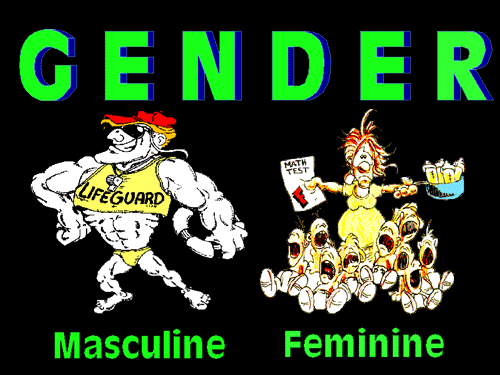 GENDER
LIFEGUARD
MATH
TEST
F
Masculine
Feminine